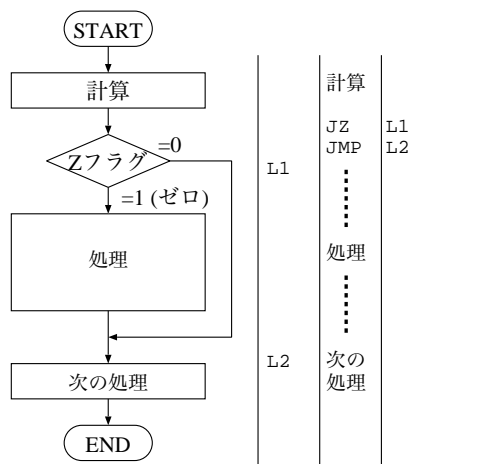 START
計算
Zフラグ
=0
=1 (ゼロ)
処理
次の処理
END
計算
JZ L1
JMP L2
L1
処理
L2 次の
処理